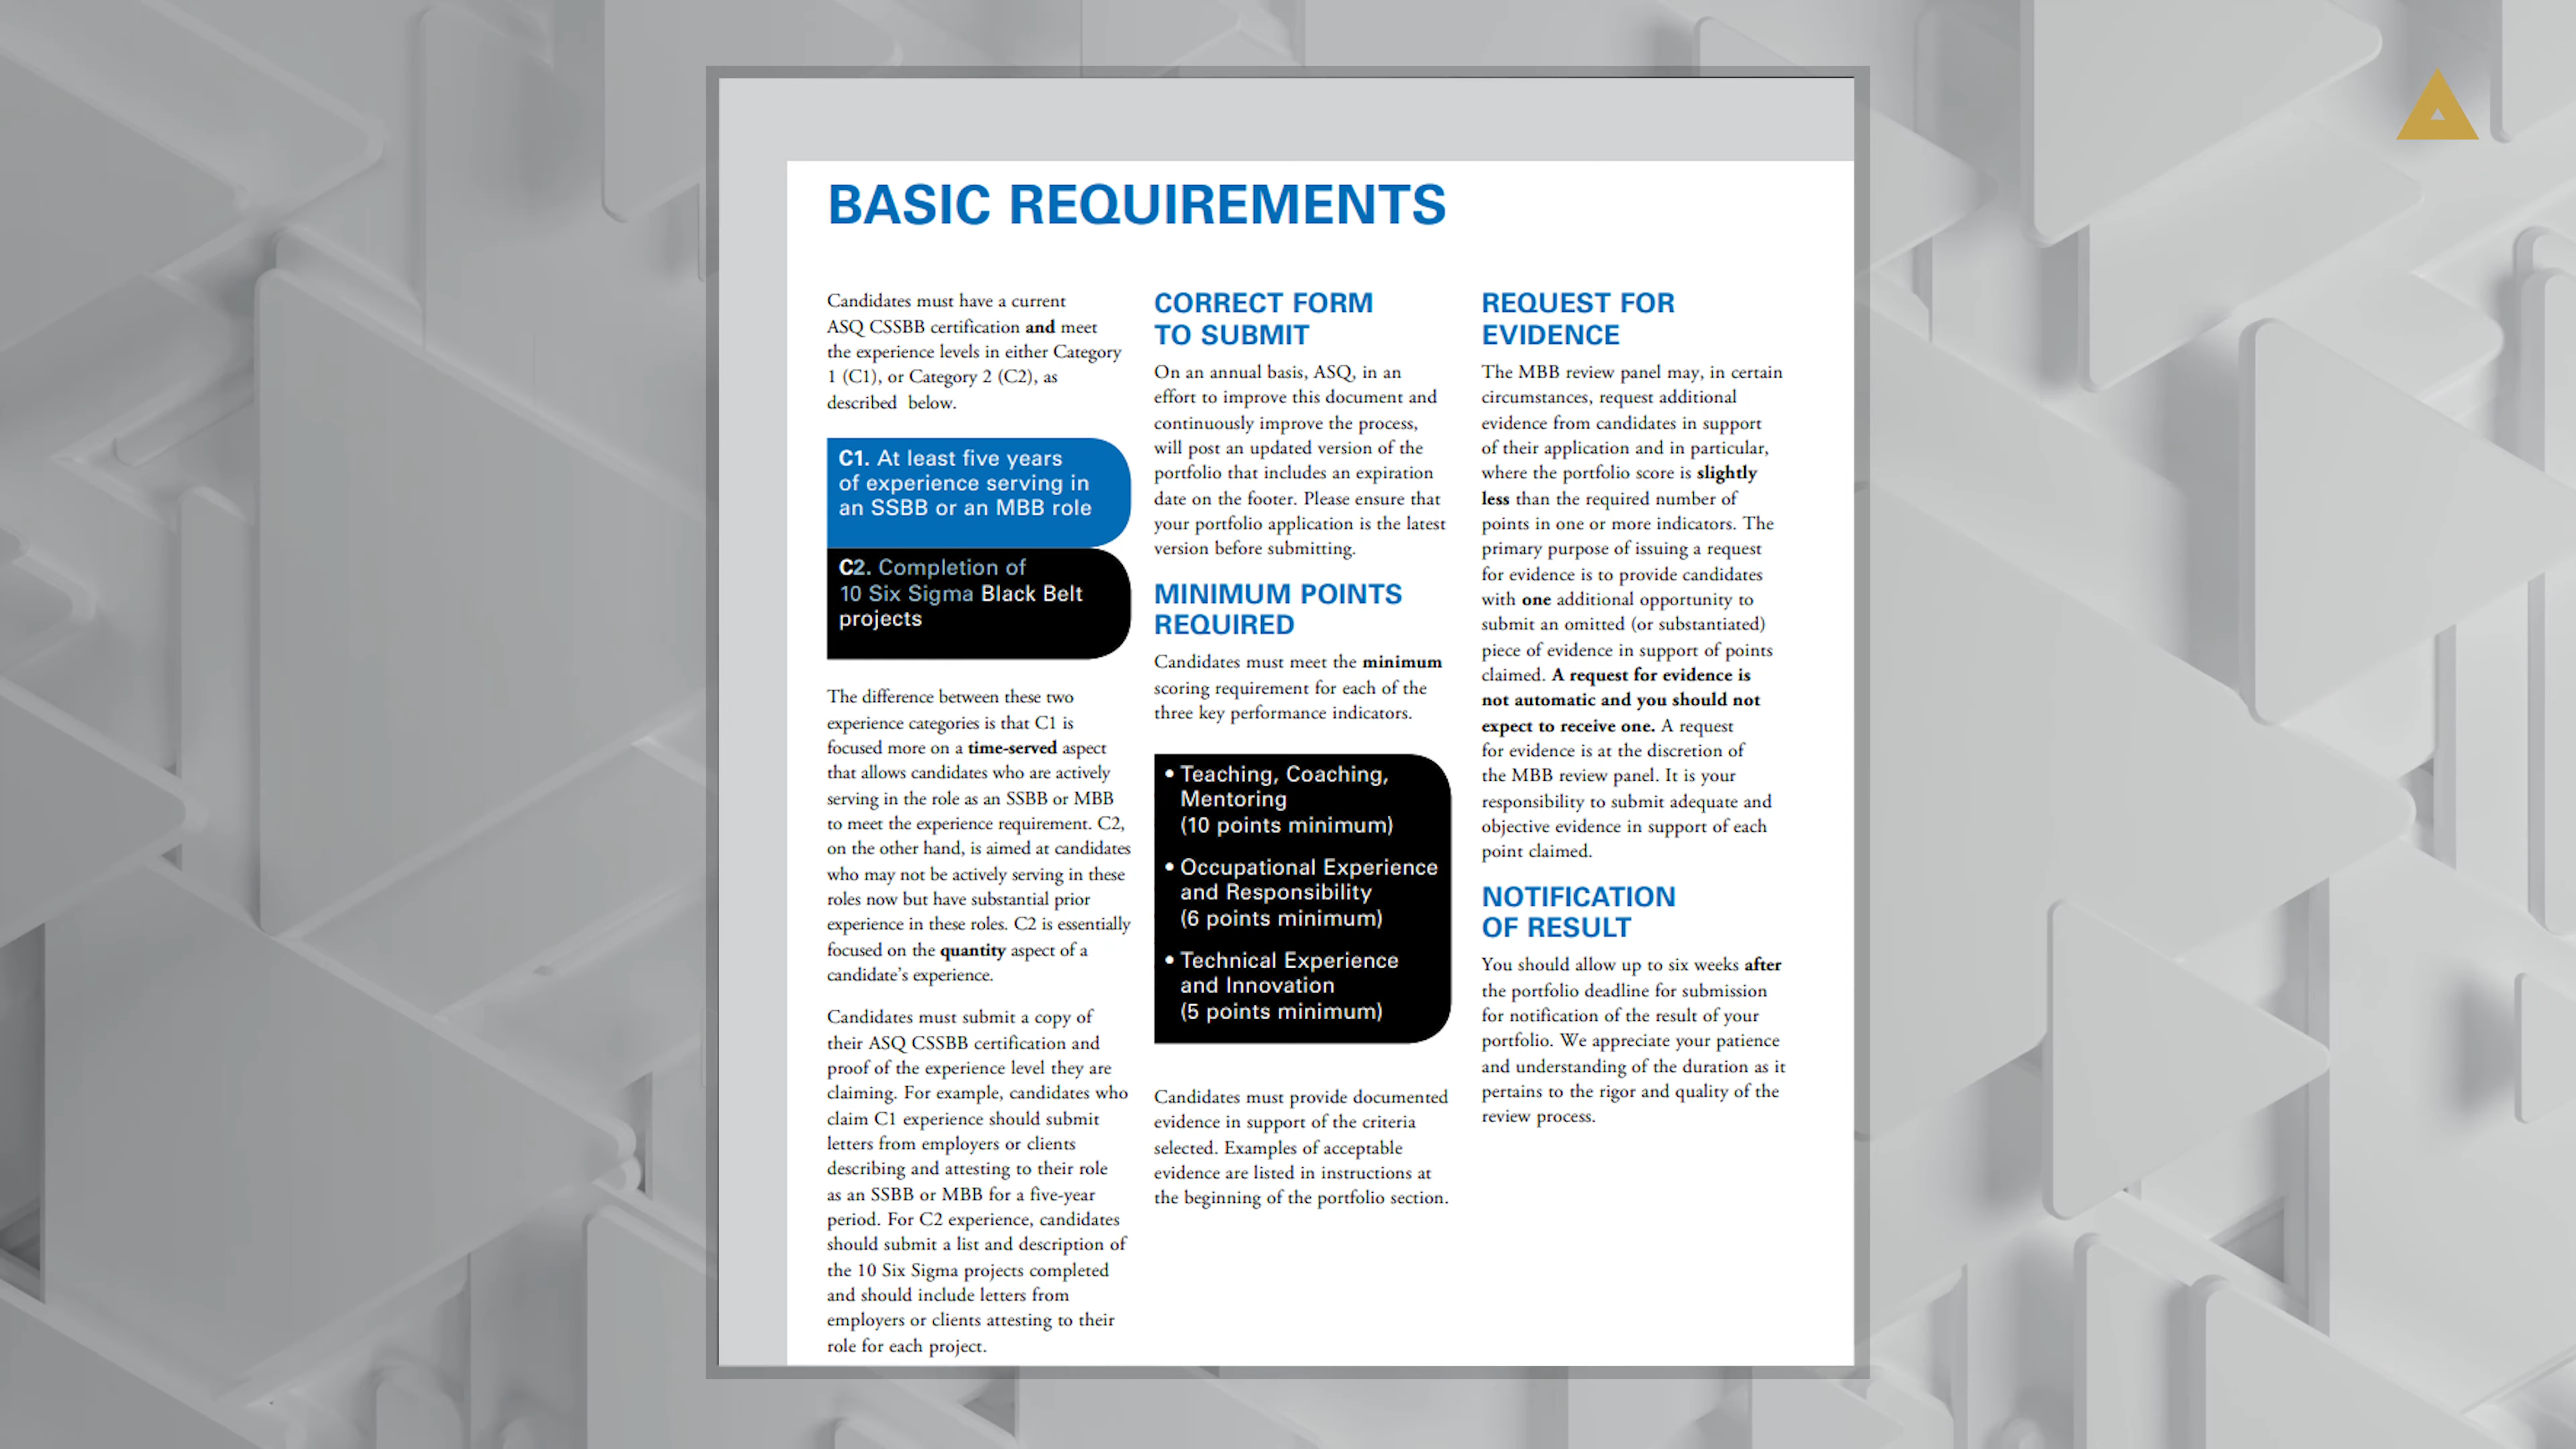 BASIC REQUIREMENTS
Candidates must have a current
ASQ CSSBB certification and meet
the experience levels in either Category
1 (C1), or Category 2 (C2), as
described below.
C1. At least five years
of experience serving in
an SSBB or an MBB role
C2. Completion of
10 Six Sigma Black Belt
projects
The difference between these two
experience categories is that C1 is
focused more on a time-served aspect
that allows candidates who are actively
serving in the role as an SSBB or MBB
to meet the experience requirement. C2,
on the other hand, is aimed at candidates
who may not be actively serving in these
roles now but have substantial prior
experience in these roles. C2 is essentially
focused on the quantity aspect of a
candidate's experience.
Candidates must submit a copy of
their ASQ CSSBB certification and
proof of the experience level they are
claiming. For example, candidates who
claim C1 experience should submit
letters from employers or clients
describing and attesting to their role
as an SSBB or MBB for a five-year
period. For C2 experience, candidates
should submit a list and description of
the 10 Six Sigma projects completed
and should include letters from
employers or clients attesting to their
role for each project.
CORRECT FORM
TO SUBMIT
On an annual basis, ASQ, in an
effort to improve this document and
continuously improve the process,
will post an updated version of the
portfolio that includes an expiration
date on the footer. Please ensure that
your portfolio application is the latest
version before submitting.
MINIMUM POINTS
REQUIRED
Candidates must meet the minimum
scoring requirement for each of the
three key performance indicators.
• Teaching, Coaching,
Mentoring
(10 points minimum)
• Occupational Experience
and Responsibility
(6 points minimum)
• Technical Experience
and Innovation
(5 points minimum)
Candidates must provide documented
evidence in support of the criteria
selected. Examples of acceptable
evidence are listed in instructions at
the beginning of the portfolio section.
REQUEST FOR
EVIDENCE
The MBB review panel may, in certain
circumstances, request additional
evidence from candidates in support
of their application and in particular,
where the portfolio score is slightly
less than the required number of
points in one or more indicators. The
primary purpose of issuing a request
for evidence is to provide candidates
with one additional opportunity to
submit an omitted (or substantiated)
piece of evidence in support of points
claimed. A request for evidence is
not automatic and you should not
expect to receive one. A request
for evidence is at the discretion of
the MBB review panel. It is your
responsibility to submit adequate and
objective evidence in support of each
point claimed.
NOTIFICATION
OF RESULT
You should allow up to six weeks after
the portfolio deadline for submission
for notification of the result of your
portfolio. We appreciate your patience
and understanding of the duration as it
pertains to the rigor and quality of the
review process.